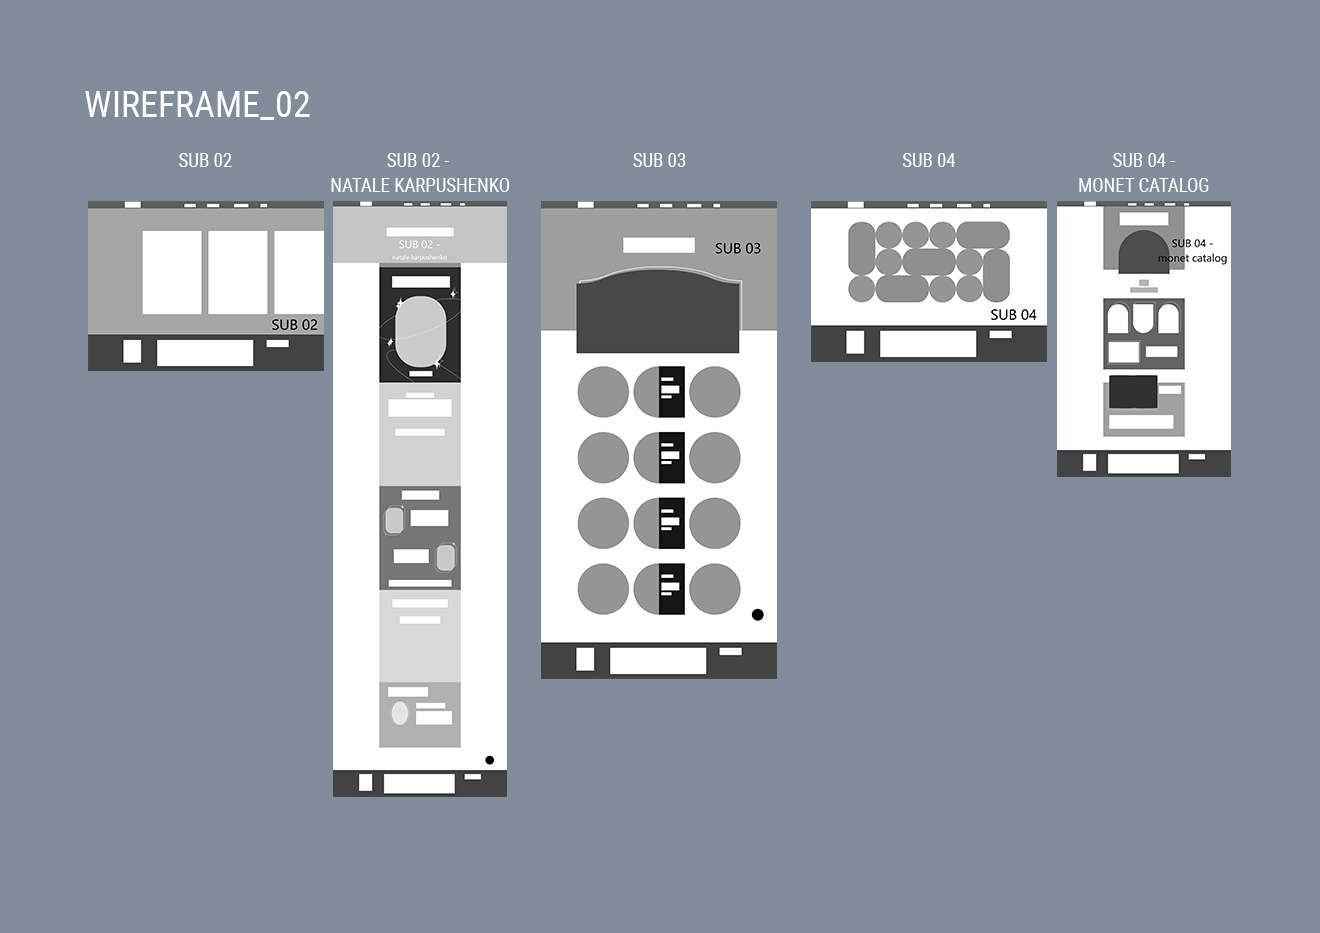 WIREFRAME_02
SUB 02
SUB 02 -
NATALE KARPUSHENKO
SUB 03
SUB 04
SUB 04 -
MONET CATALOG
SUB 02
SUB 02 -
natale karpushenko
SUB 03
SUB 04
SUB 04 -
monet catalog